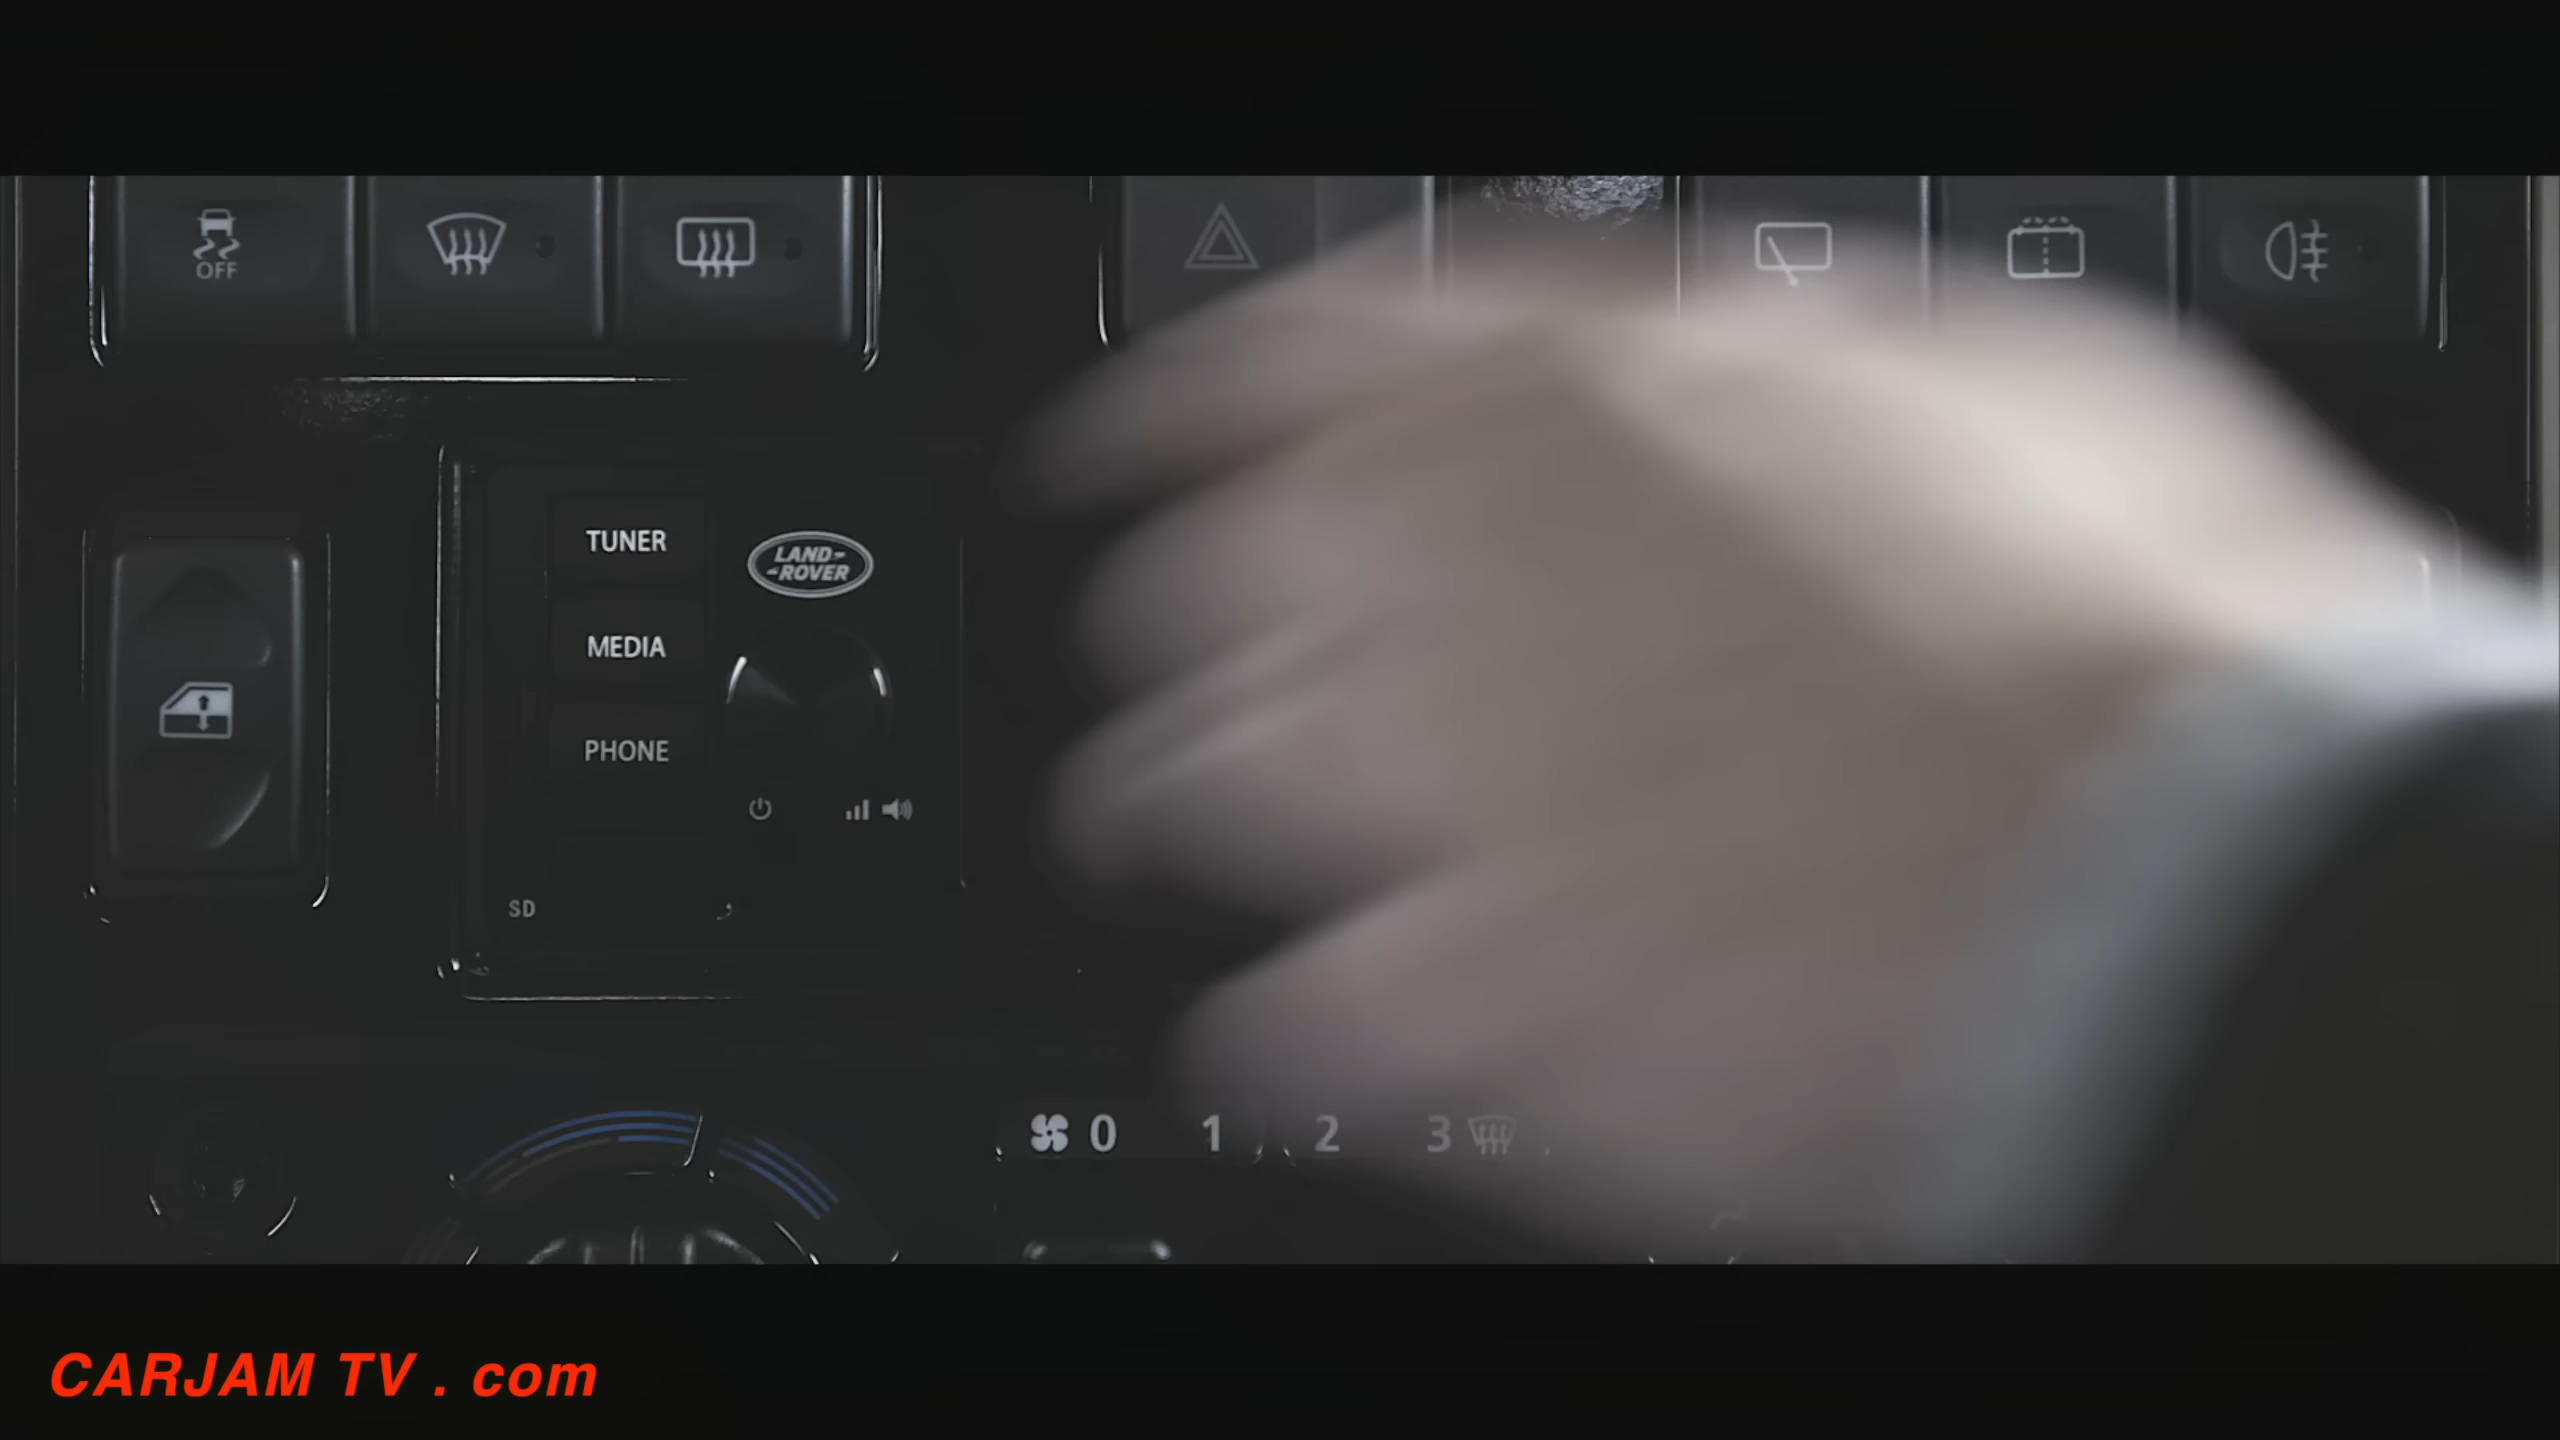 OFF
TUNER
LAND-
-ROVER
MEDIA
PHONE
SD
0 1 2 3
CARJAM TV . com